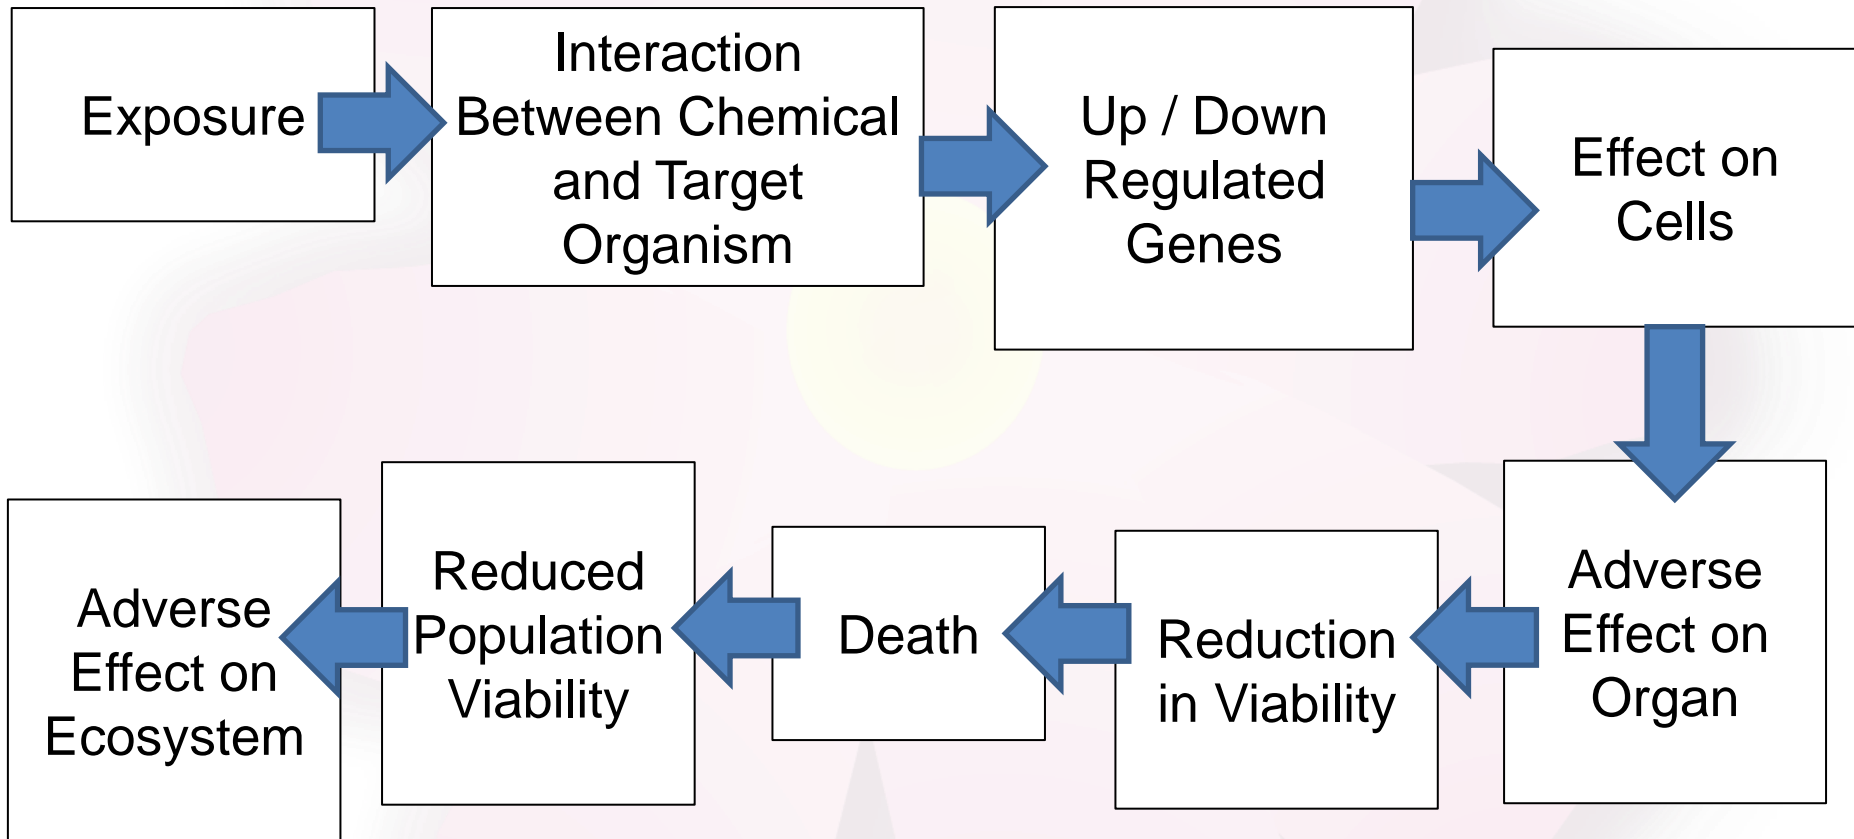 Exposure
Interaction
Between Chemical
and Target
Organism
Up / Down
Regulated
Genes
Effect on
Cells
Adverse
Effect on
Organ
Reduction
in Viability
Death
Reduced
Population
Viability
Adverse
Effect on
Ecosystem